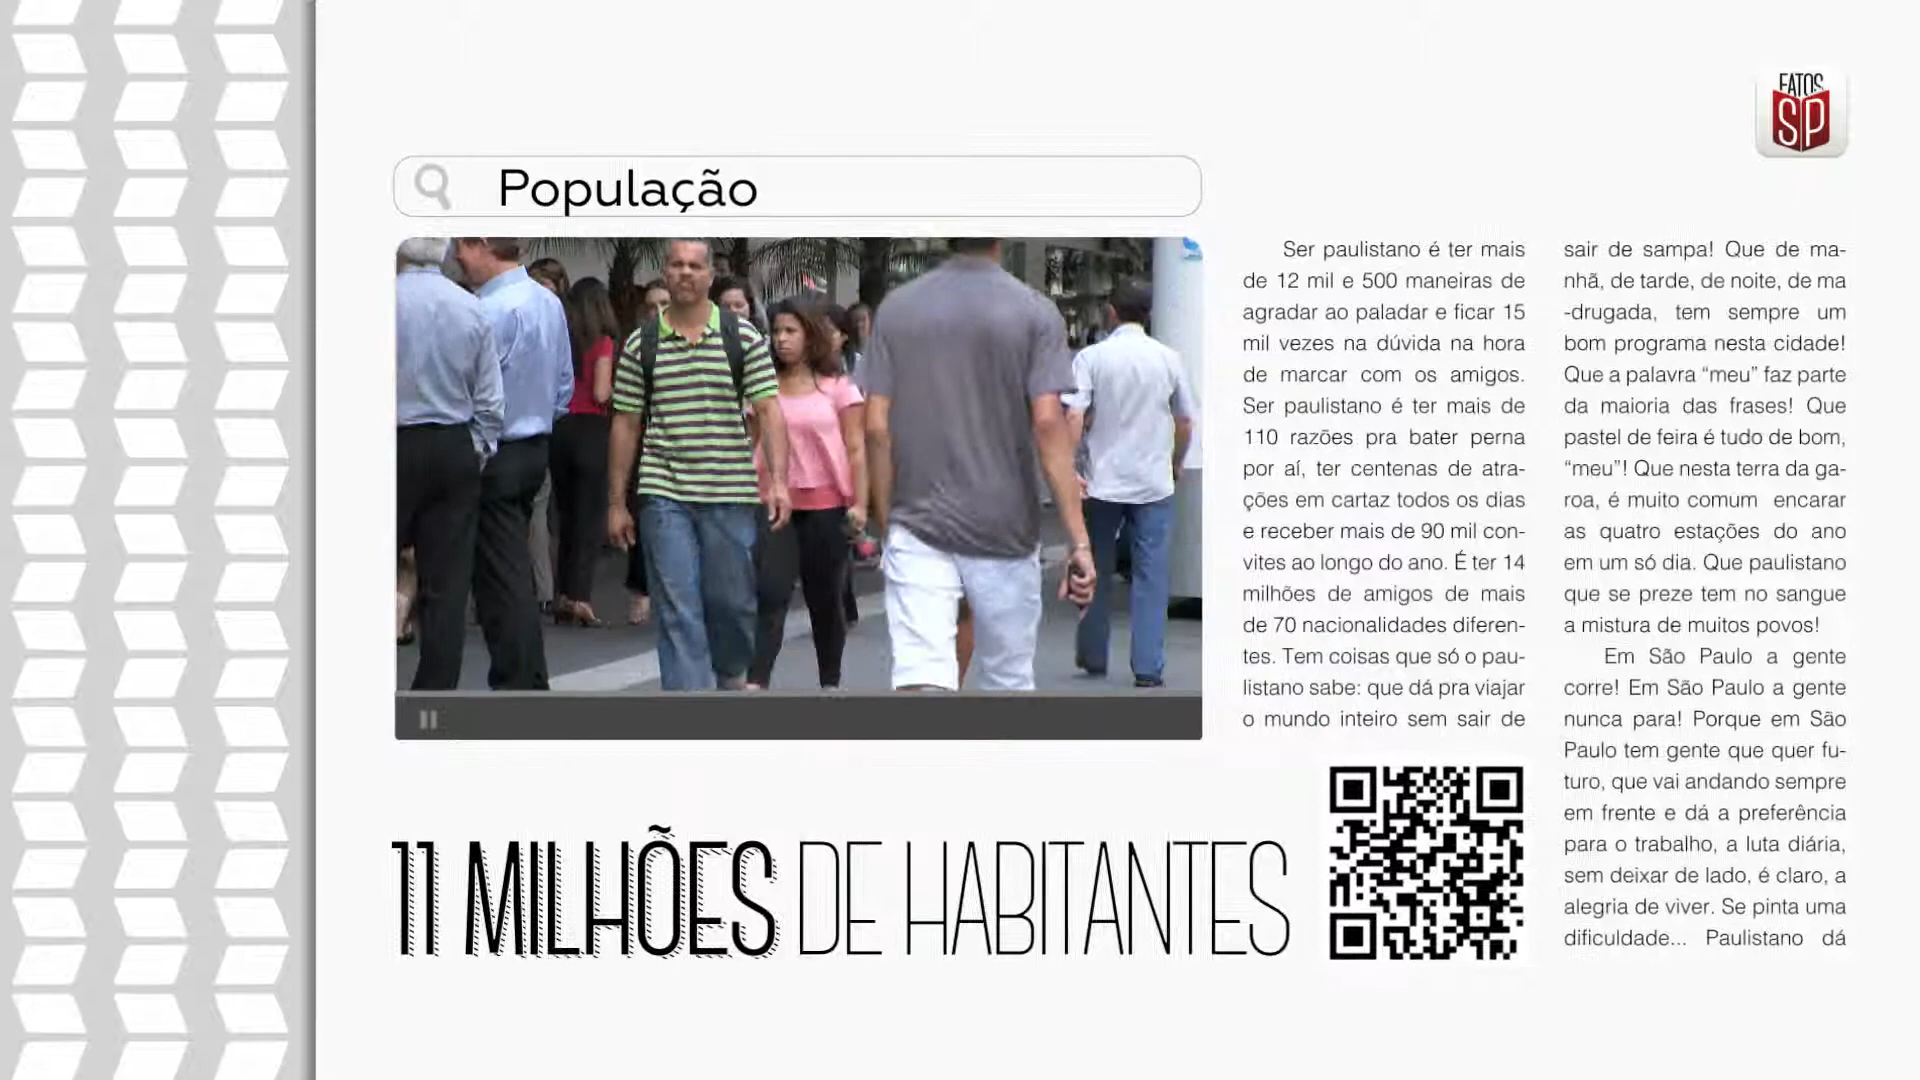 FATOS
SP
População
Ser paulistano é ter mais
de 12 mil e 500 maneiras de
agradar ao paladar e ficar 15
mil vezes na dúvida na hora
de marcar com os amigos.
Ser paulistano é ter mais de
110 razões pra bater perna
por aí, ter centenas de atra-
ções em cartaz todos os dias
e receber mais de 90 mil con-
vites ao longo do ano. É ter 14
milhões de amigos de mais
de 70 nacionalidades diferen-
tes. Tem coisas que só o pau-
listano sabe: que dá pra viajar
o mundo inteiro sem sair de
sair de sampa! Que de ma-
nhã, de tarde, de noite, de ma
-drugada, tem sempre um
bom programa nesta cidade!
Que a palavra “meu” faz parte
da maioria das frases! Que
pastel de feira é tudo de bom,
“meu”! Que nesta terra da ga-
roa, é muito comum encarar
as quatro estações do ano
em um só dia. Que paulistano
que se preze tem no sangue
a mistura de muitos povos!
Em São Paulo a gente
corre! Em São Paulo a gente
nunca para! Porque em São
Paulo tem gente que quer fu-
turo, que vai andando sempre
em frente e dá a preferência
para o trabalho, a luta diária,
sem deixar de lado, é claro, a
alegria de viver. Se pinta uma
dificuldade... Paulistano dá
11 MILHÕES DE HABITANTES